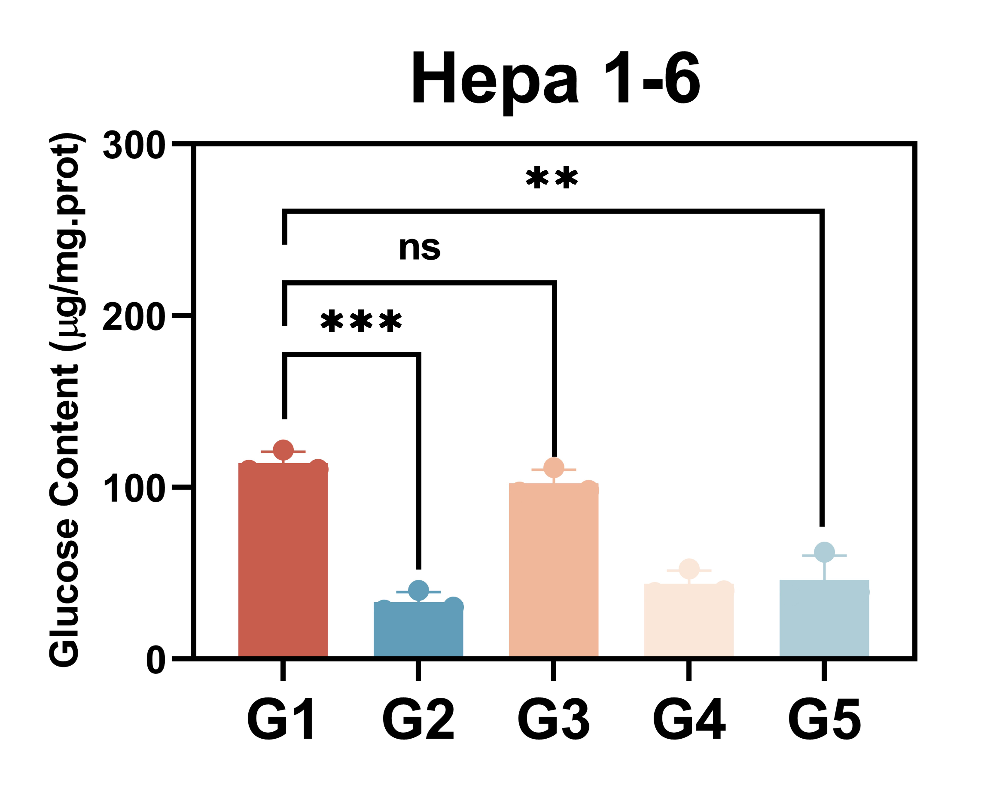 Hepa 1-6
Glucose Content (μg/mg.prot)
300
200
100
0
**
ns
***
G1 G2 G3 G4 G5